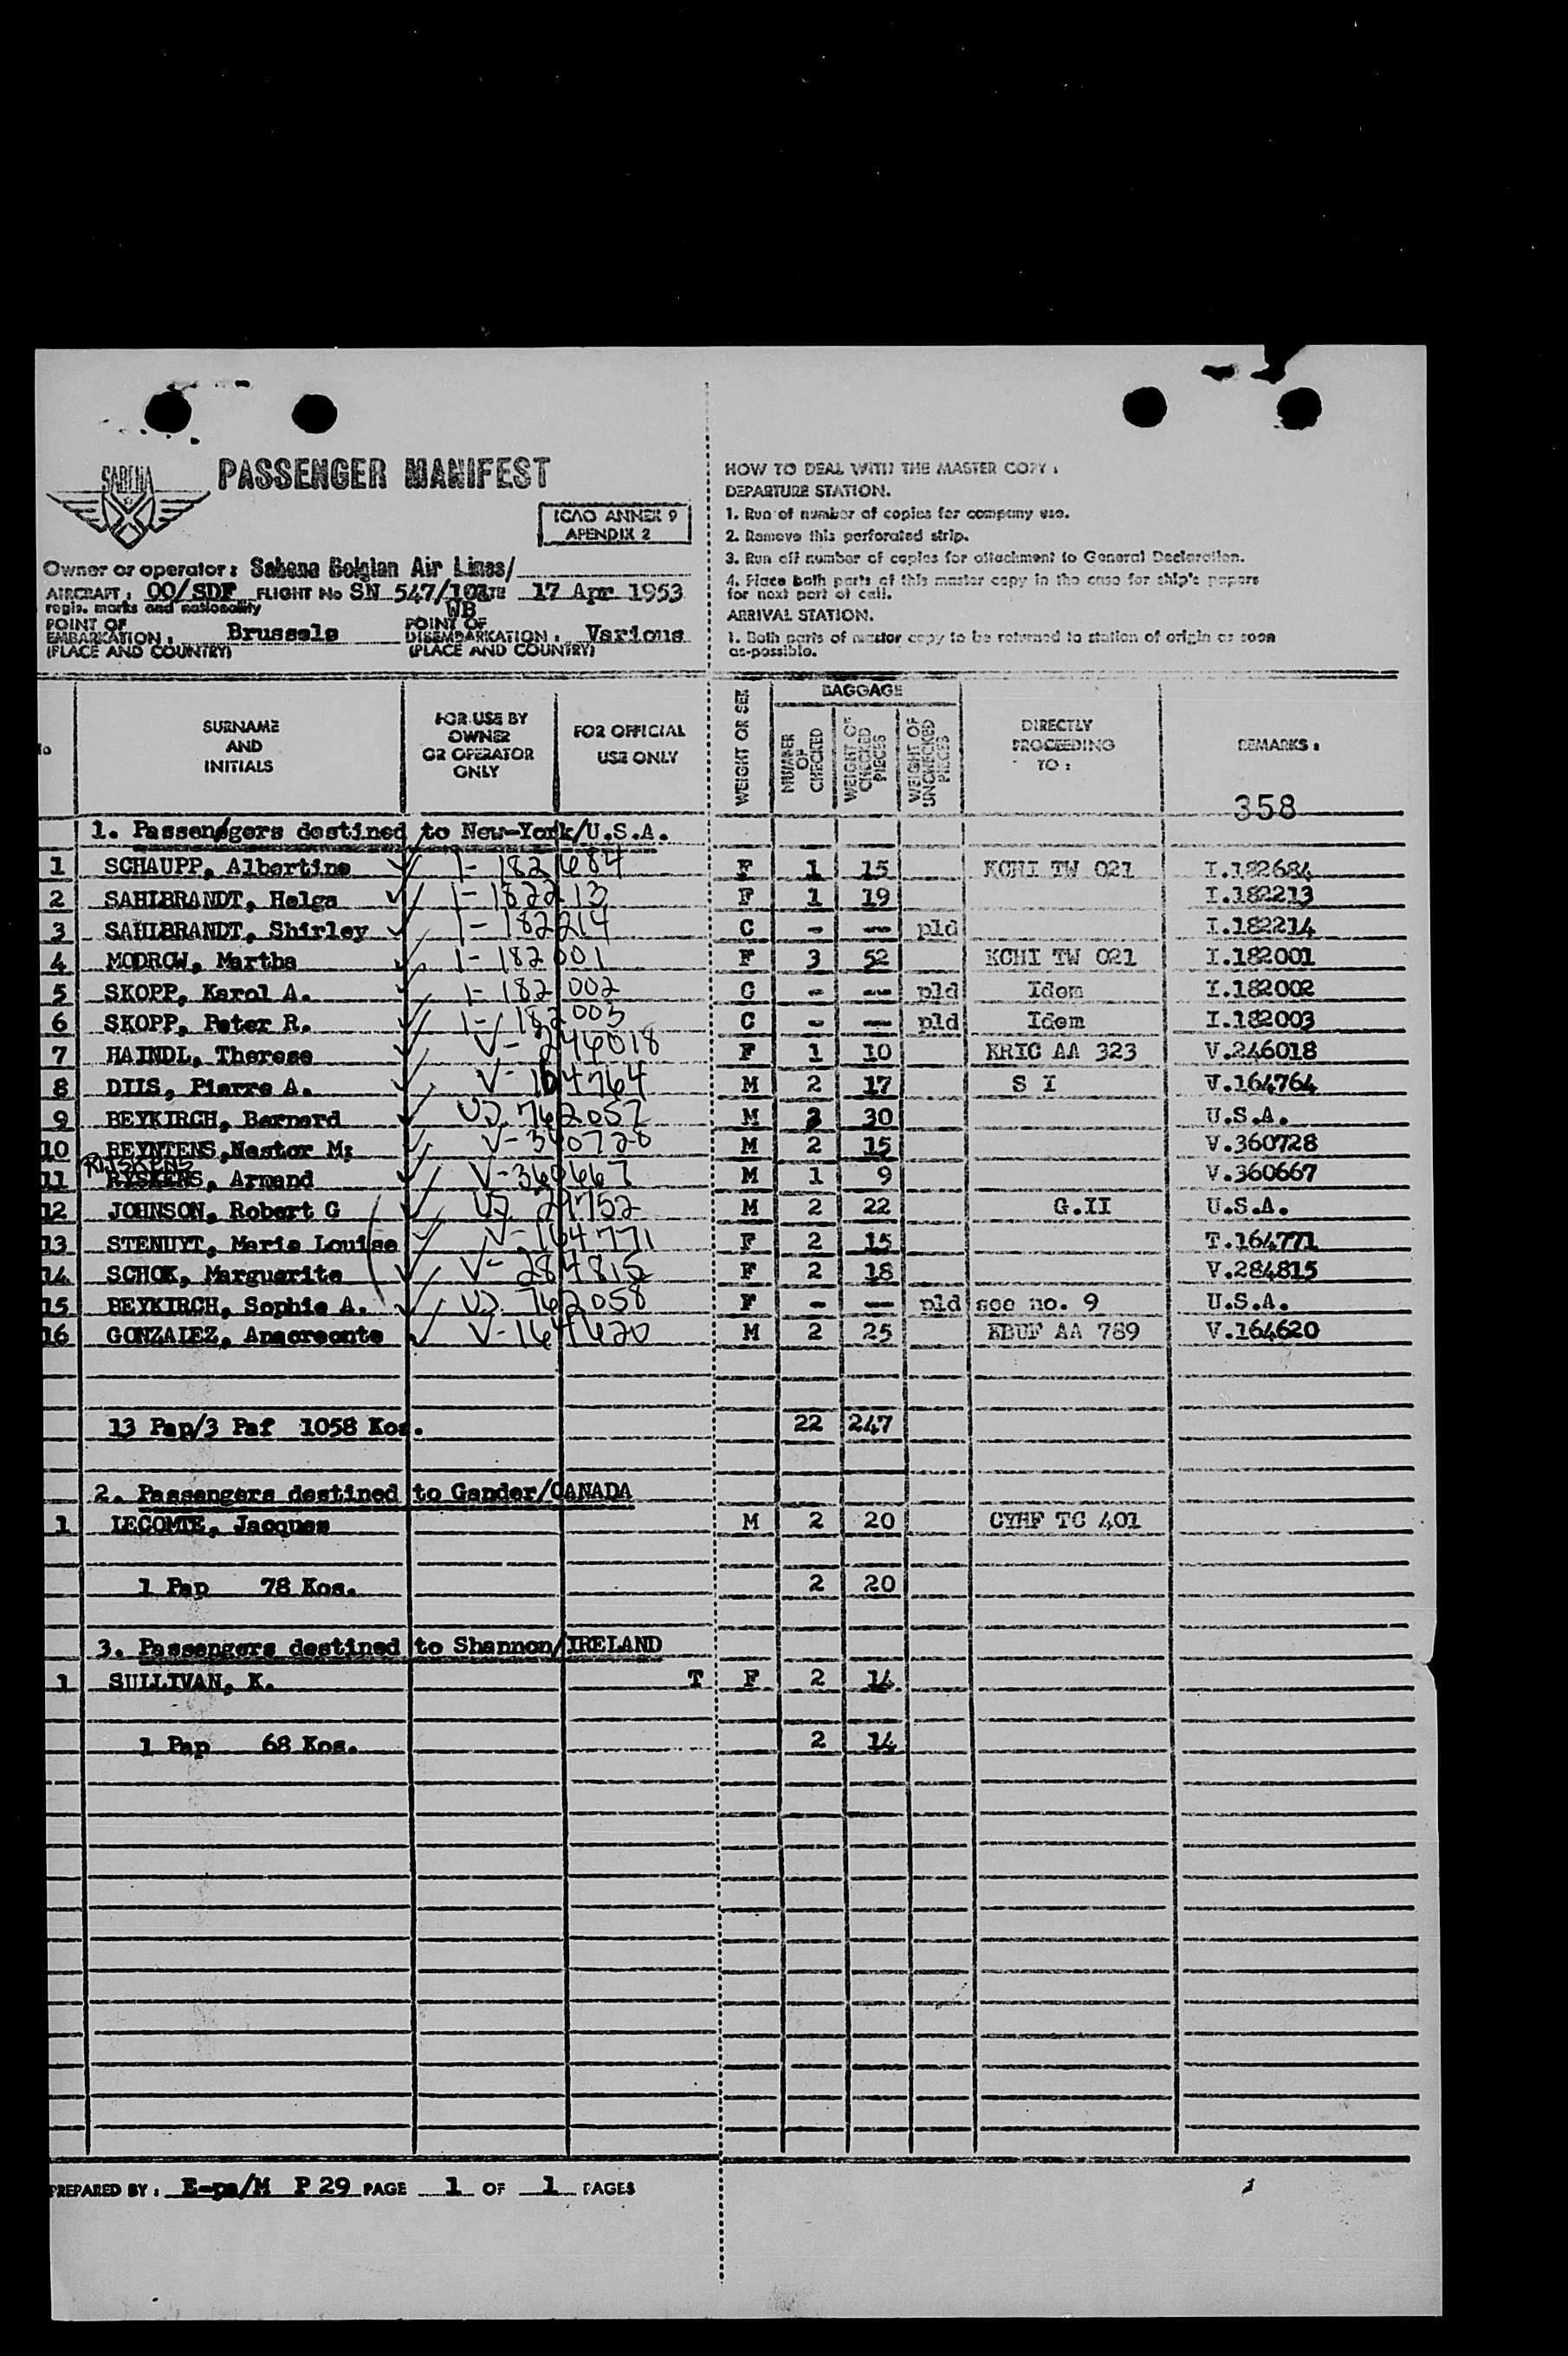 SABENA
PASSENGER MANIFEST
ICAO ANNEX 9
APENDIX 2
Owner or operator : Sabena Belgian Air Lines/
AIRCRAFT : OO/SDF FLIGHT No SN 547/101 17 Apr 1953
regis. marks and nationality WB
POINT OF EMBARKATION : Brussels POINT OF DISEMBARKATION : Various
(PLACE AND COUNTRY) (PLACE AND COUNTRY)
HOW TO DEAL WITH THE MASTER COPY :
DEPARTURE STATION.
1. Run of number of copies for company use.
2. Remove this perforated strip.
3. Run off number of copies for attachment to General Declaration.
4. Place both parts of this master copy in the case for ship's papers
for next port of call.
ARRIVAL STATION.
1. Both parts of master copy to be returned to station of origin as soon
as-possible.
No
SURNAME AND INITIALS
FOR USE BY OWNER OR OPERATOR ONLY
FOR OFFICIAL USE ONLY
WEIGHT OR SEX
BAGGAGE
NUMBER OF CHECKED
WEIGHT OF CHECKED PIECES
WEIGHT OF UNCHECKED PIECES
DIRECTLY PROCEEDING TO :
REMARKS :
358
1. Passengers destined to New-York/U.S.A.
1 SCHAUPP, Albertine I-182684 F 1 15 KCHI TW 021 I.182684
2 SAHLBRANDT, Helga I-182213 F 1 19 I.182213
3 SAHLBRANDT, Shirley I-182214 C - -- pld I.182214
4 MODROW, Martha I-182001 F 3 52 KCHI TW 021 I.182001
5 SKOPP, Karol A. I-182002 C - -- pld Idem I.182002
6 SKOPP, Peter R. I-182003 C - -- pld Idem I.182003
7 HAINDL, Therese V-246018 F 1 10 KRIC AA 323 V.246018
8 DIIS, Pierre A. V-164764 M 2 17 S I V.164764
9 BEYKIRCH, Bernard US 762057 M 3 30 U.S.A.
10 BEYNTENS,Nestor M: V-360728 M 2 15 V.360728
RIJSKENS
11 RYSKENS, Armand V-360667 M 1 9 V.360667
12 JOHNSON, Robert G US 29752 M 2 22 G.II U.S.A.
13 STENUYT, Marie Louise V-164771 F 2 15 T.164771
14 SCHOK, Marguerite V-284815 F 2 18 V.284815
15 BEYKIRCH, Sophie A. US 762058 F - -- pld see no. 9 U.S.A.
16 GONZALEZ, Anacreonte V-164620 M 2 25 KBUF AA 789 V.164620
13 Pap/3 Paf 1058 Kos. 22 247
2. Passengers destined to Gander/CANADA
1 LECOMTE, Jacques M 2 20 CYHF TC 401
1 Pap 78 Kos. 2 20
3. Passengers destined to Shannon/IRELAND
1 SULLIVAN, K. T F 2 14
1 Pap 68 Kos. 2 14
PREPARED BY : E-pa/M P 29 PAGE 1 OF 1 PAGES